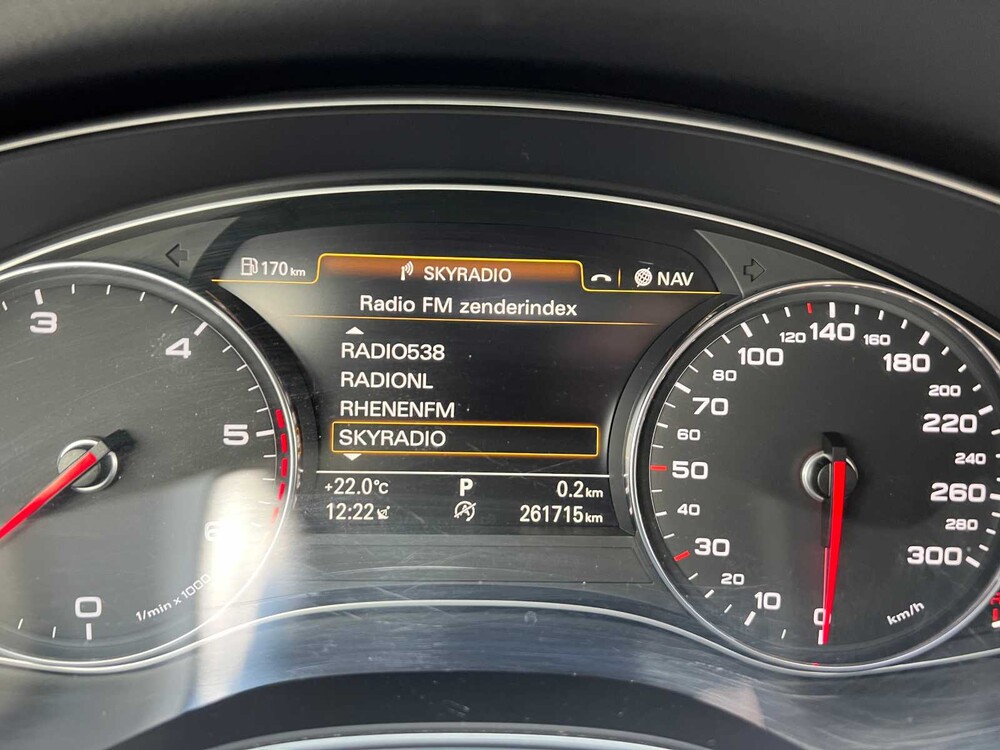 170 km
SKYRADIO
NAV
Radio FM zenderindex
RADIO538
RADIONL
RHENENFM
SKYRADIO
+22.0°C
P
0.2 km
12:22
A
261715 km
3
4
5
6
0
1/min x 1000
0
10
20
30
40
50
60
70
80
100
120
140
160
180
200
220
240
260
280
300
km/h